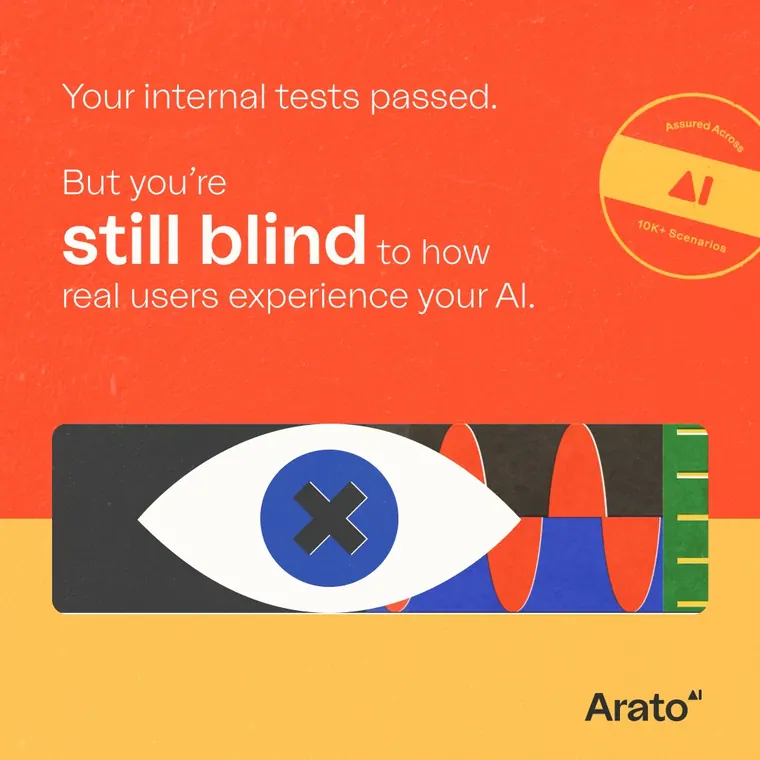 Your internal tests passed.
But you’re
still blind to how
real users experience your AI.
Assured Across
AI
10K+ Scenarios
Arato AI